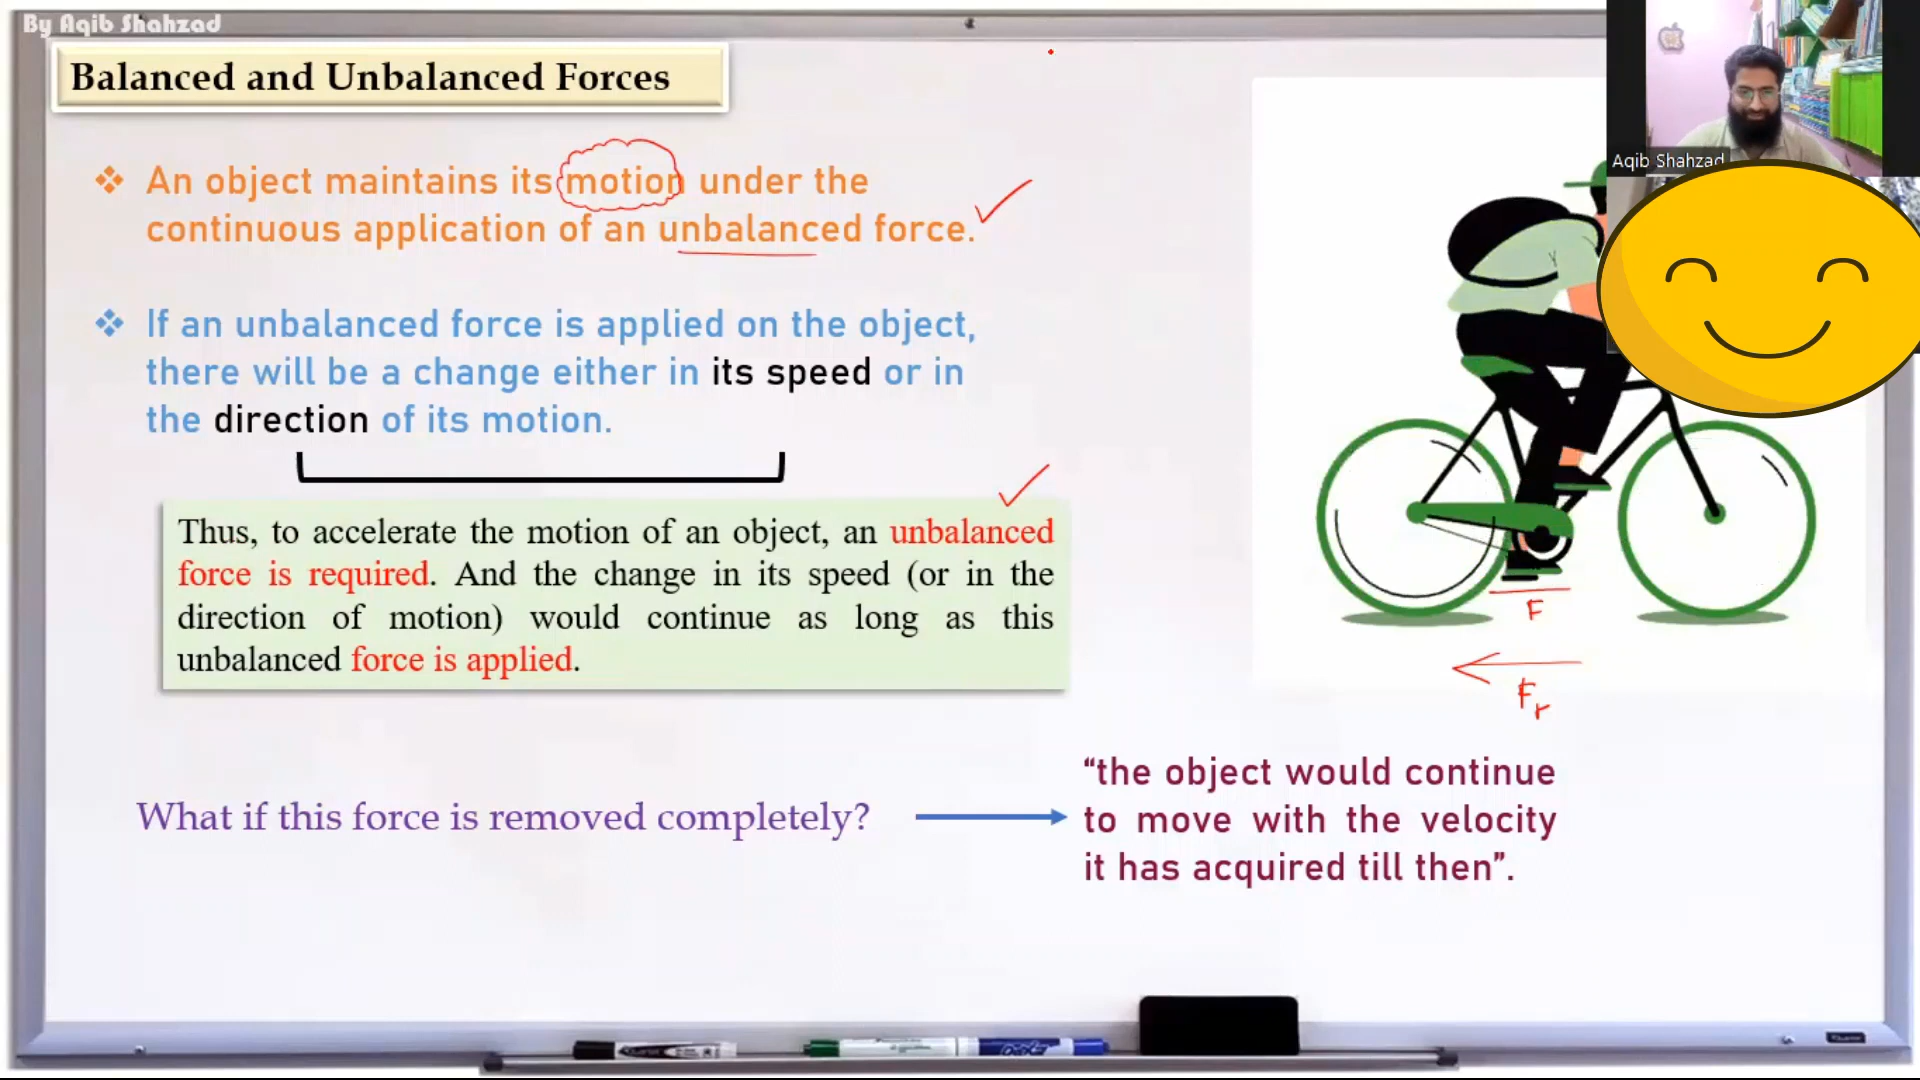 By Aqib Shahzad
Balanced and Unbalanced Forces
Aqib Shahzad
❖ An object maintains its motion under the
continuous application of an unbalanced force.
❖ If an unbalanced force is applied on the object,
there will be a change either in its speed or in
the direction of its motion.
Thus, to accelerate the motion of an object, an unbalanced
force is required. And the change in its speed (or in the
direction of motion) would continue as long as this
unbalanced force is applied.
F
Fr
What if this force is removed completely?
“the object would continue
to move with the velocity
it has acquired till then”.